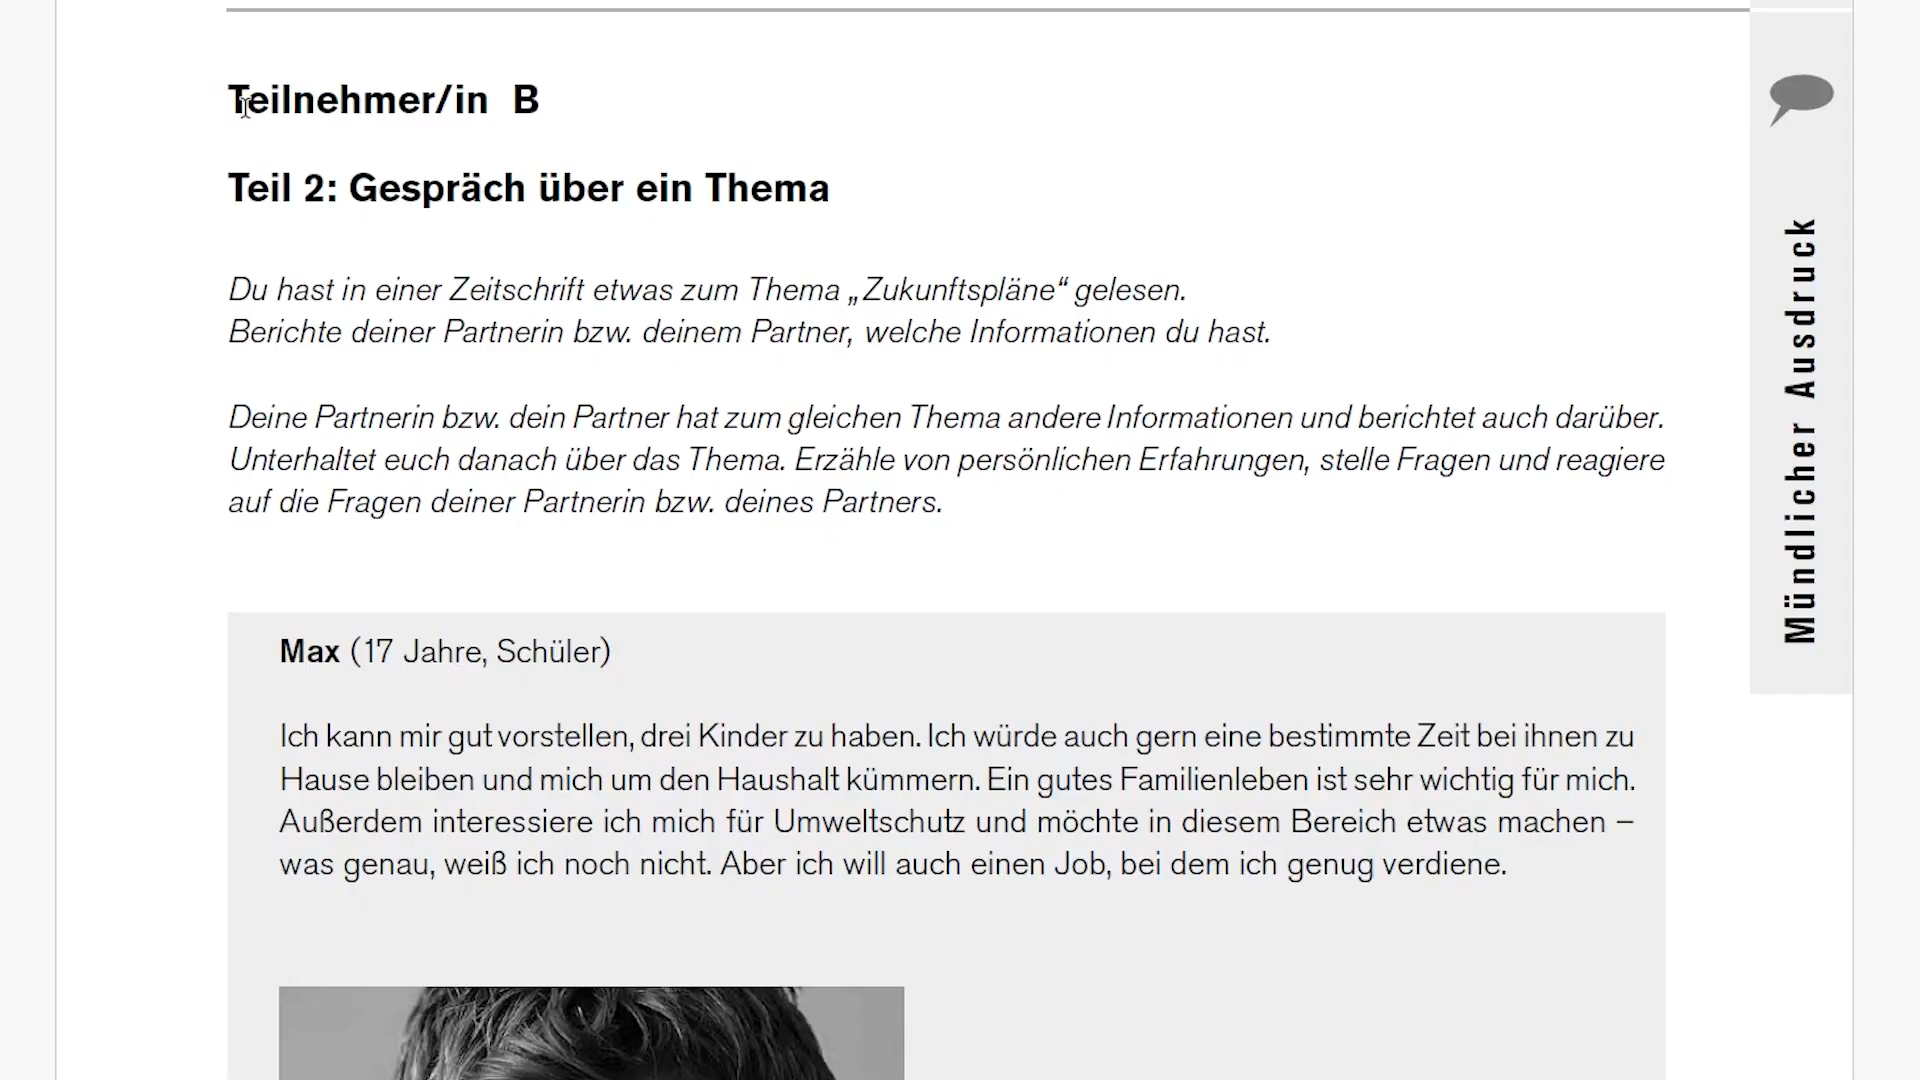 Teilnehmer/in B
Teil 2: Gespräch über ein Thema
Du hast in einer Zeitschrift etwas zum Thema „Zukunftspläne“ gelesen.
Berichte deiner Partnerin bzw. deinem Partner, welche Informationen du hast.
Deine Partnerin bzw. dein Partner hat zum gleichen Thema andere Informationen und berichtet auch darüber.
Unterhaltet euch danach über das Thema. Erzähle von persönlichen Erfahrungen, stelle Fragen und reagiere
auf die Fragen deiner Partnerin bzw. deines Partners.
Max (17 Jahre, Schüler)
Ich kann mir gut vorstellen, drei Kinder zu haben. Ich würde auch gern eine bestimmte Zeit bei ihnen zu
Hause bleiben und mich um den Haushalt kümmern. Ein gutes Familienleben ist sehr wichtig für mich.
Außerdem interessiere ich mich für Umweltschutz und möchte in diesem Bereich etwas machen –
was genau, weiß ich noch nicht. Aber ich will auch einen Job, bei dem ich genug verdiene.
Mündlicher Ausdruck